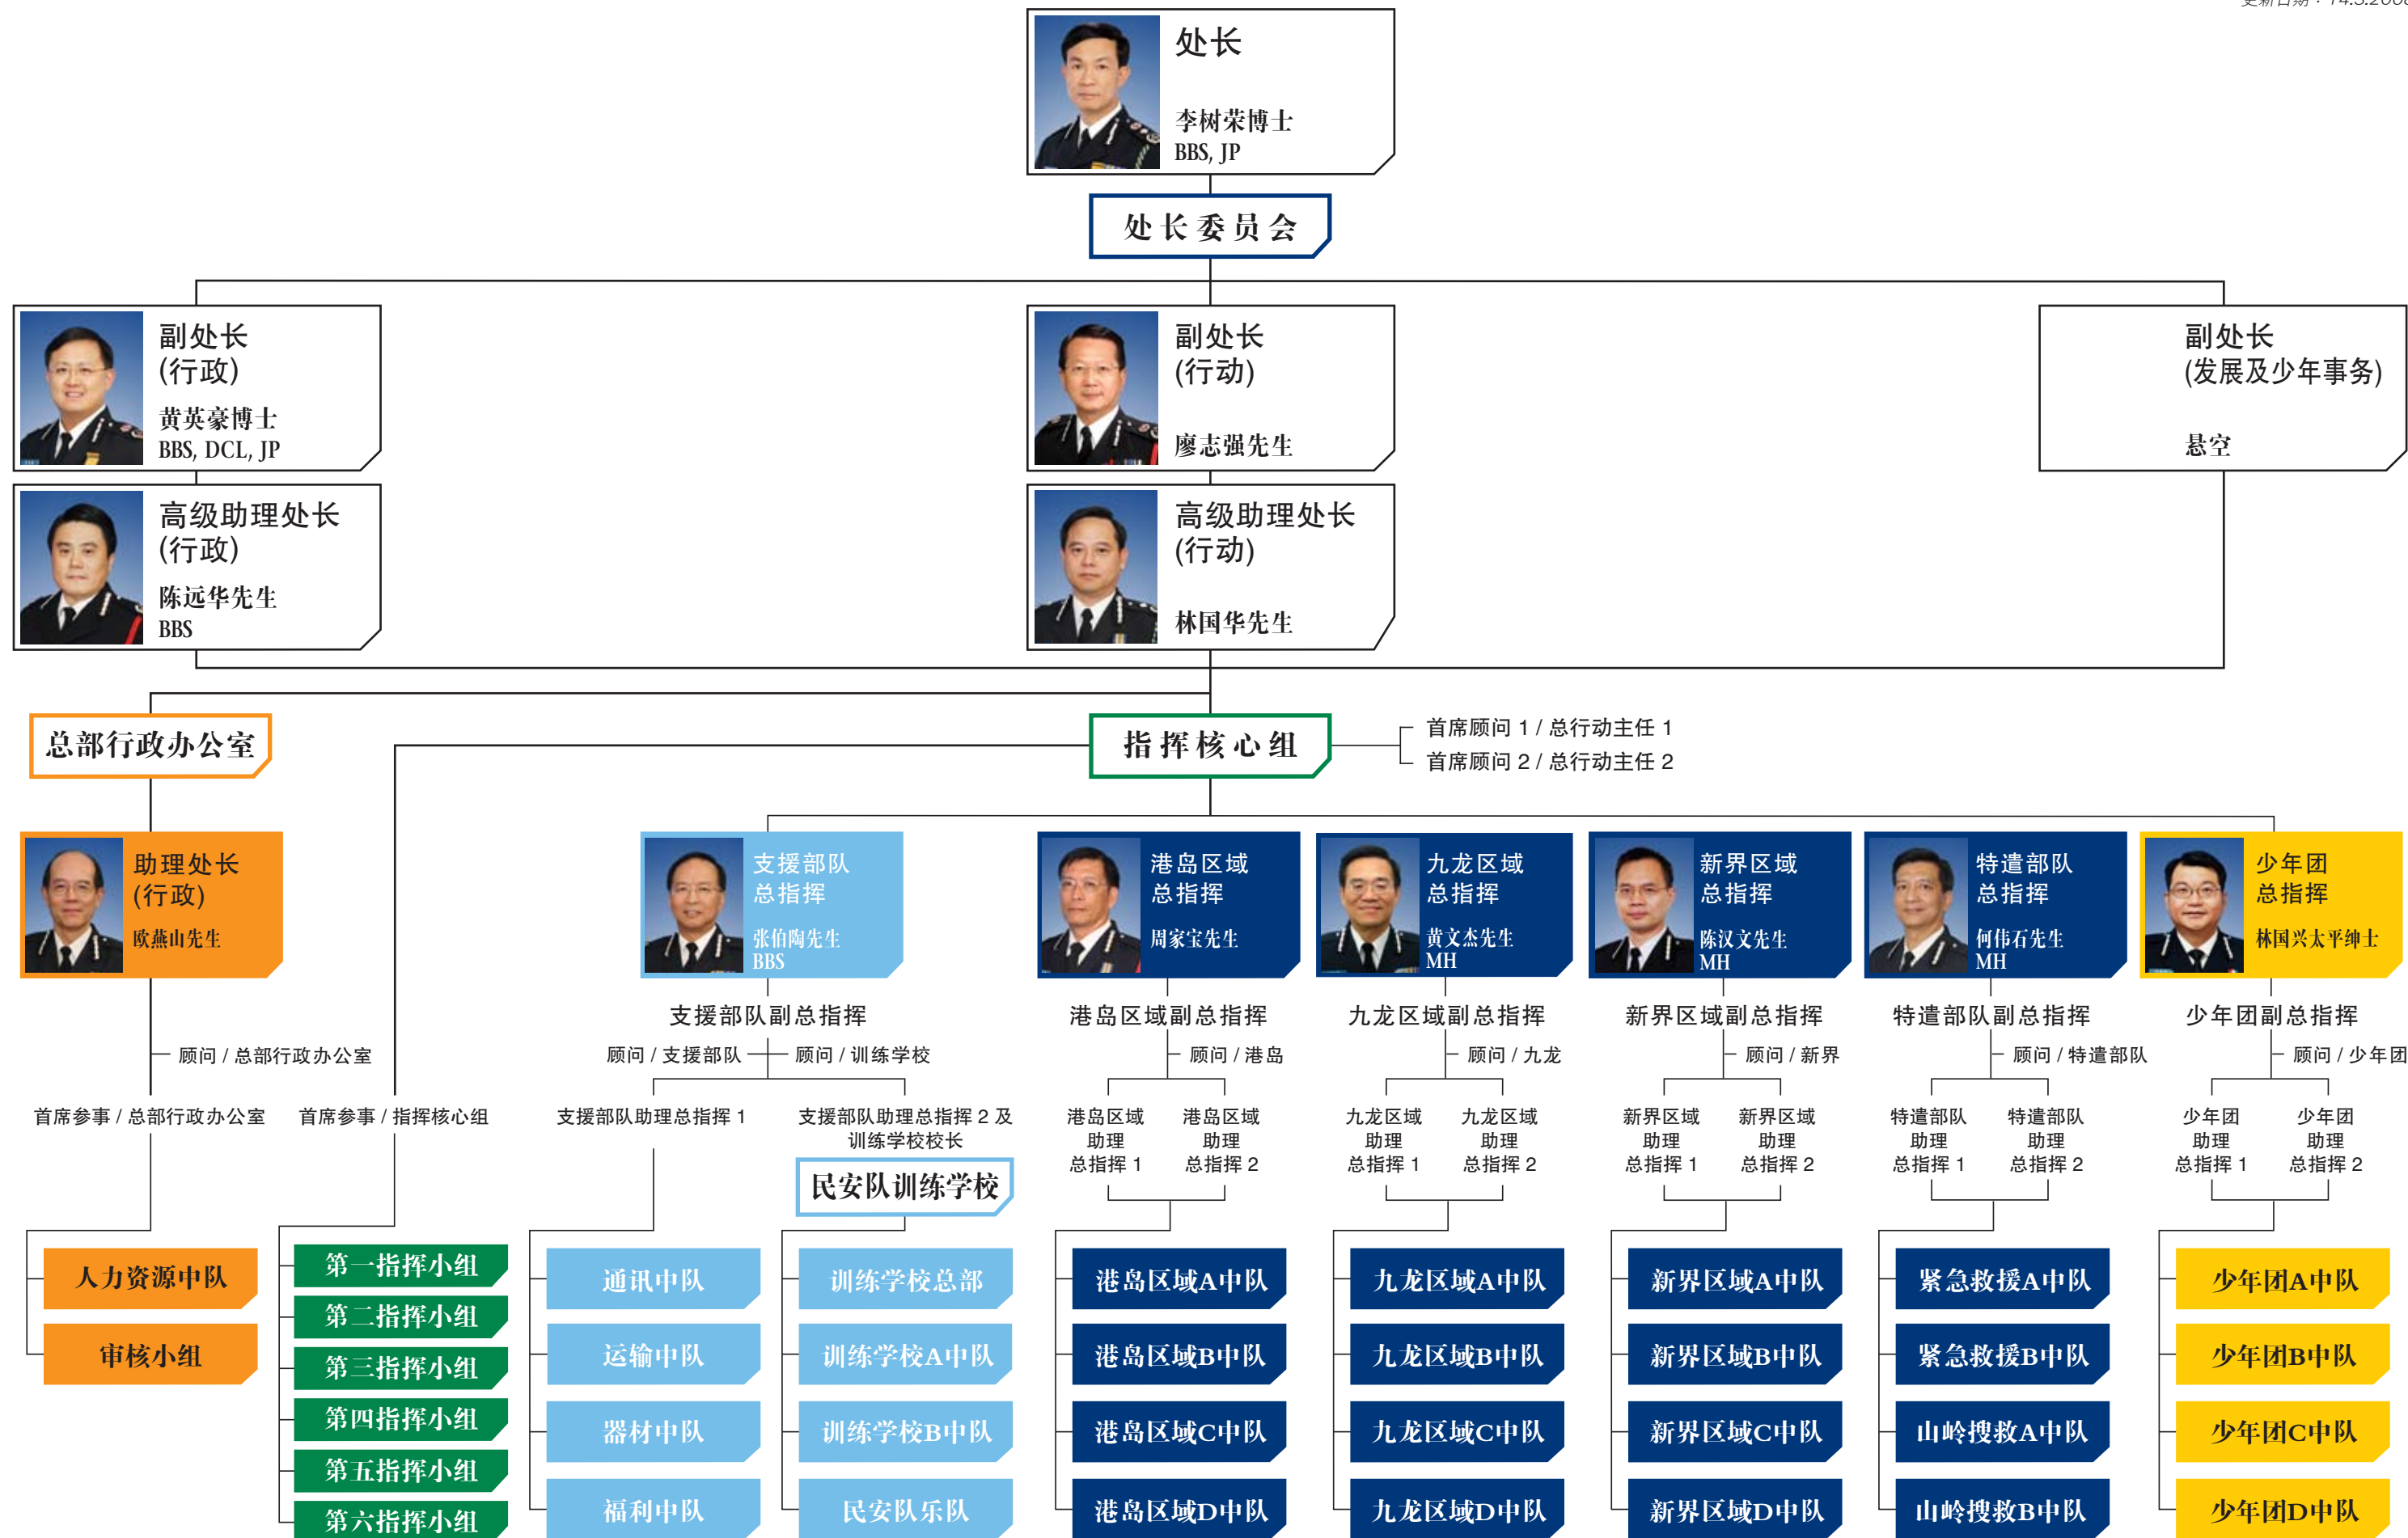 更新日期：14.3.2008
处长
李树荣博士
BBS, JP
处长委员会
副处长
(行政)
黄英豪博士
BBS, DCL, JP
副处长
(行动)
廖志强先生
副处长
(发展及少年事务)
悬空
高级助理处长
(行政)
陈远华先生
BBS
高级助理处长
(行动)
林国华先生
总部行政办公室
指挥核心组
首席顾问 1 / 总行动主任 1
首席顾问 2 / 总行动主任 2
助理处长
(行政)
欧燕山先生
支援部队
总指挥
张伯陶先生
BBS
港岛区域
总指挥
周家宝先生
九龙区域
总指挥
黄文杰先生
MH
新界区域
总指挥
陈汉文先生
MH
特遣部队
总指挥
何伟石先生
MH
少年团
总指挥
林国兴太平绅士
支援部队副总指挥
港岛区域副总指挥
九龙区域副总指挥
新界区域副总指挥
特遣部队副总指挥
少年团副总指挥
顾问 / 总部行政办公室
顾问 / 支援部队
顾问 / 训练学校
顾问 / 港岛
顾问 / 九龙
顾问 / 新界
顾问 / 特遣部队
顾问 / 少年团
首席参事 / 总部行政办公室
首席参事 / 指挥核心组
支援部队助理总指挥 1
支援部队助理总指挥 2 及
训练学校校长
港岛区域
助理
总指挥 1
港岛区域
助理
总指挥 2
九龙区域
助理
总指挥 1
九龙区域
助理
总指挥 2
新界区域
助理
总指挥 1
新界区域
助理
总指挥 2
特遣部队
助理
总指挥 1
特遣部队
助理
总指挥 2
少年团
助理
总指挥 1
少年团
助理
总指挥 2
民安队训练学校
人力资源中队
审核小组
第一指挥小组
第二指挥小组
第三指挥小组
第四指挥小组
第五指挥小组
第六指挥小组
通讯中队
运输中队
器材中队
福利中队
训练学校总部
训练学校A中队
训练学校B中队
民安队乐队
港岛区域A中队
港岛区域B中队
港岛区域C中队
港岛区域D中队
九龙区域A中队
九龙区域B中队
九龙区域C中队
九龙区域D中队
新界区域A中队
新界区域B中队
新界区域C中队
新界区域D中队
紧急救援A中队
紧急救援B中队
山岭搜救A中队
山岭搜救B中队
少年团A中队
少年团B中队
少年团C中队
少年团D中队